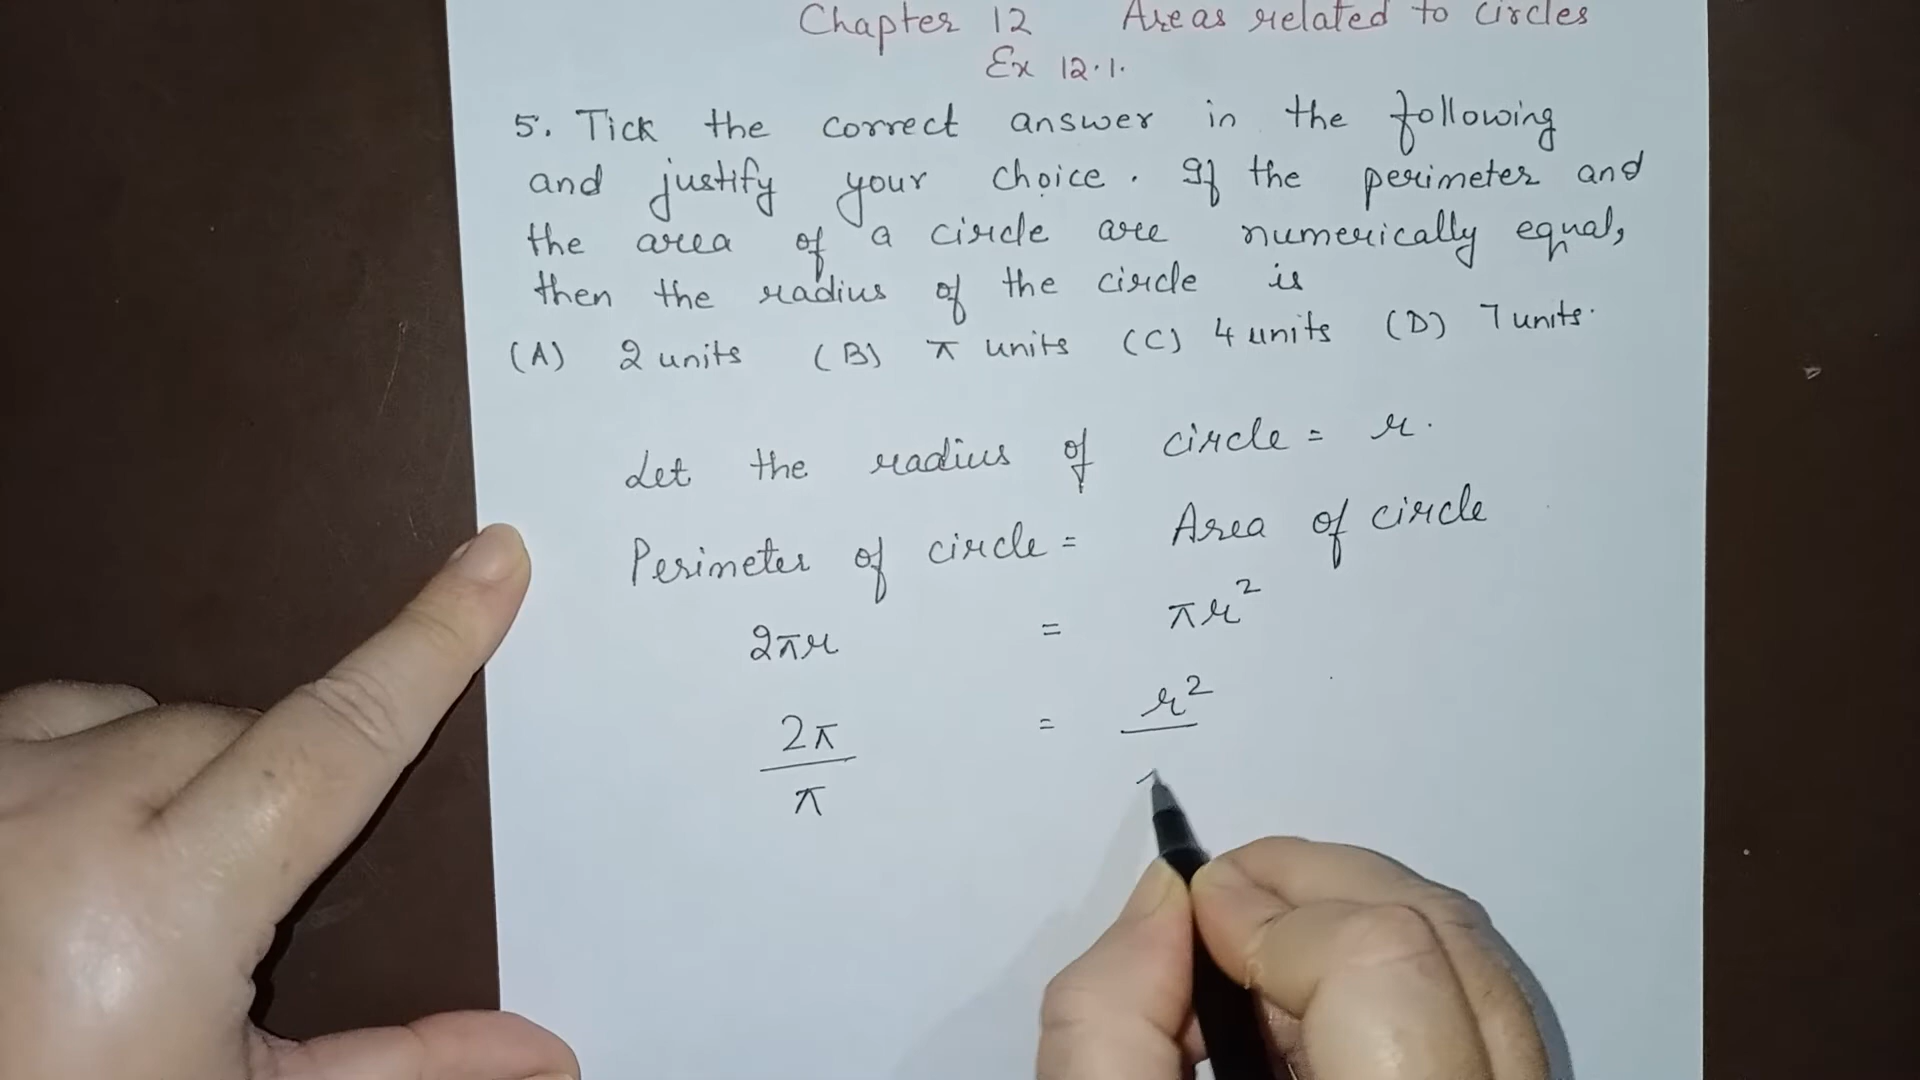 Chapter 12 Areas related to circles
Ex 12.1.
5. Tick the correct answer in the following
and justify your choice. If the perimeter and
the area of a circle are numerically equal,
then the radius of the circle is
(A) 2 units (B) π units (C) 4 units (D) 7 units.
Let the radius of circle = r.
Perimeter of circle = Area of circle
2πr = πr²
2π/π = r²/